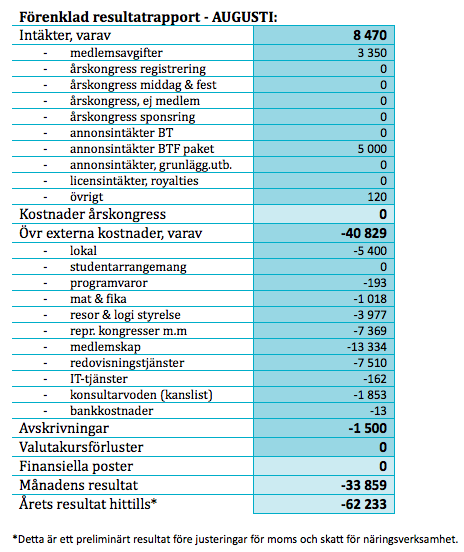 Förenklad resultatrapport - AUGUSTI:
Intäkter, varav 8 470
- medlemsavgifter 3 350
- årskongress registrering 0
- årskongress middag & fest 0
- årskongress, ej medlem 0
- årskongress sponsring 0
- annonsintäkter BT 0
- annonsintäkter BTF paket 5 000
- annonsintäkter, grunlägg.utb. 0
- licensintäkter, royalties 0
- övrigt 120
Kostnader årskongress 0
Övr externa kostnader, varav -40 829
- lokal -5 400
- studentarrangemang 0
- programvaror -193
- mat & fika -1 018
- resor & logi styrelse -3 977
- repr. kongresser m.m -7 369
- medlemskap -13 334
- redovisningstjänster -7 510
- IT-tjänster -162
- konsultarvoden (kanslist) -1 853
- bankkostnader -13
Avskrivningar -1 500
Valutakursförluster 0
Finansiella poster 0
Månadens resultat -33 859
Årets resultat hittills* -62 233
*Detta är ett preliminärt resultat före justeringar för moms och skatt för näringsverksamhet.